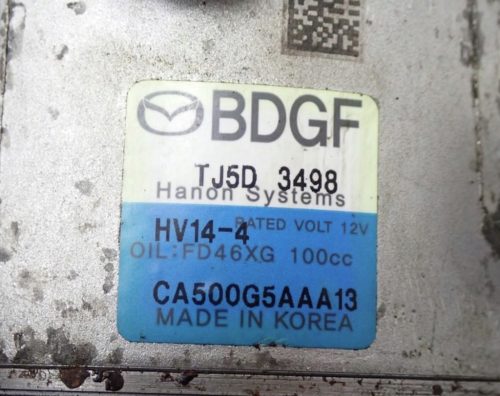 BDGF
TJ5D 3498
Hanon Systems
HV14-4 RATED VOLT 12V
OIL:FD46XG 100cc
CA500G5AAA13
MADE IN KOREA